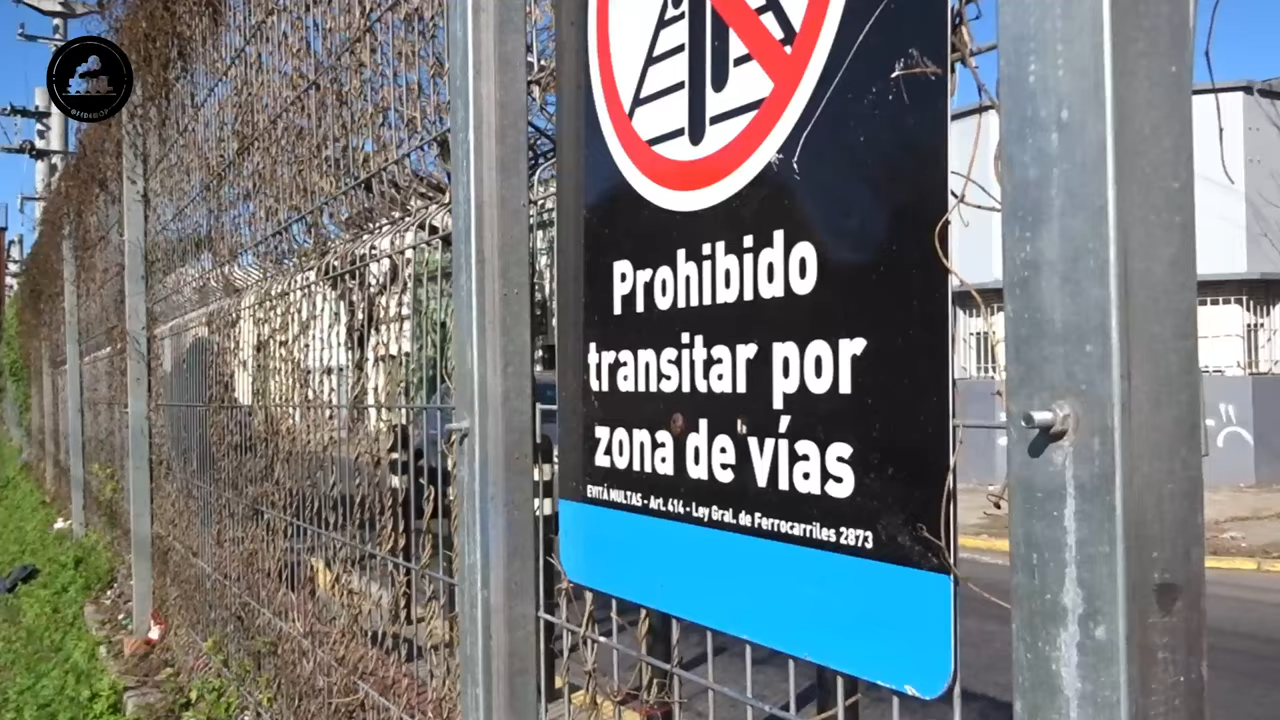 Prohibido
transitar por
zona de vías
EVITÁ MULTAS - Art. 414 - Ley Gral. de Ferrocarriles 2873